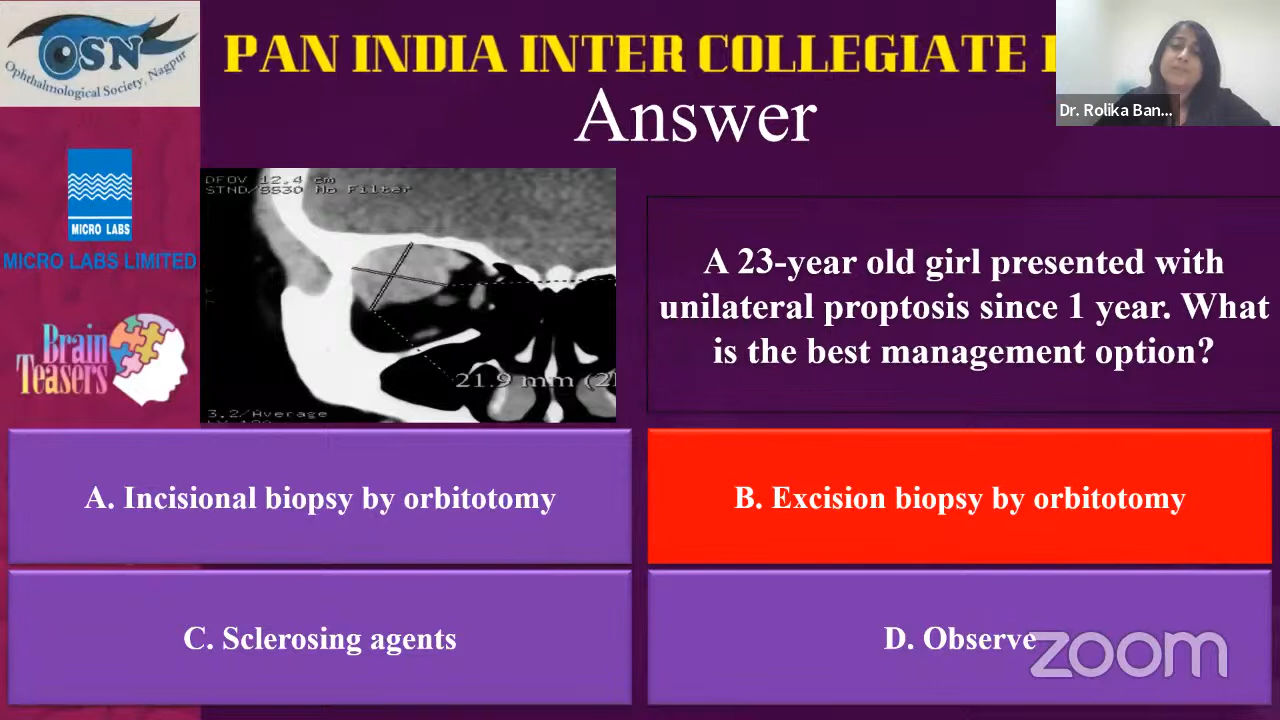 OSN
Ophthalmological Society, Nagpur
PAN INDIA INTER COLLEGIATE
Answer
Dr. Rolika Ban...
MICRO LABS
MICRO LABS LIMITED
Brain
Teasers
DFOV 12.4 cm
STND/SS30 No Filter
21.9 mm (2
3.2/Average
A 23-year old girl presented with
unilateral proptosis since 1 year. What
is the best management option?
A. Incisional biopsy by orbitotomy
B. Excision biopsy by orbitotomy
C. Sclerosing agents
D. Observe
zoom